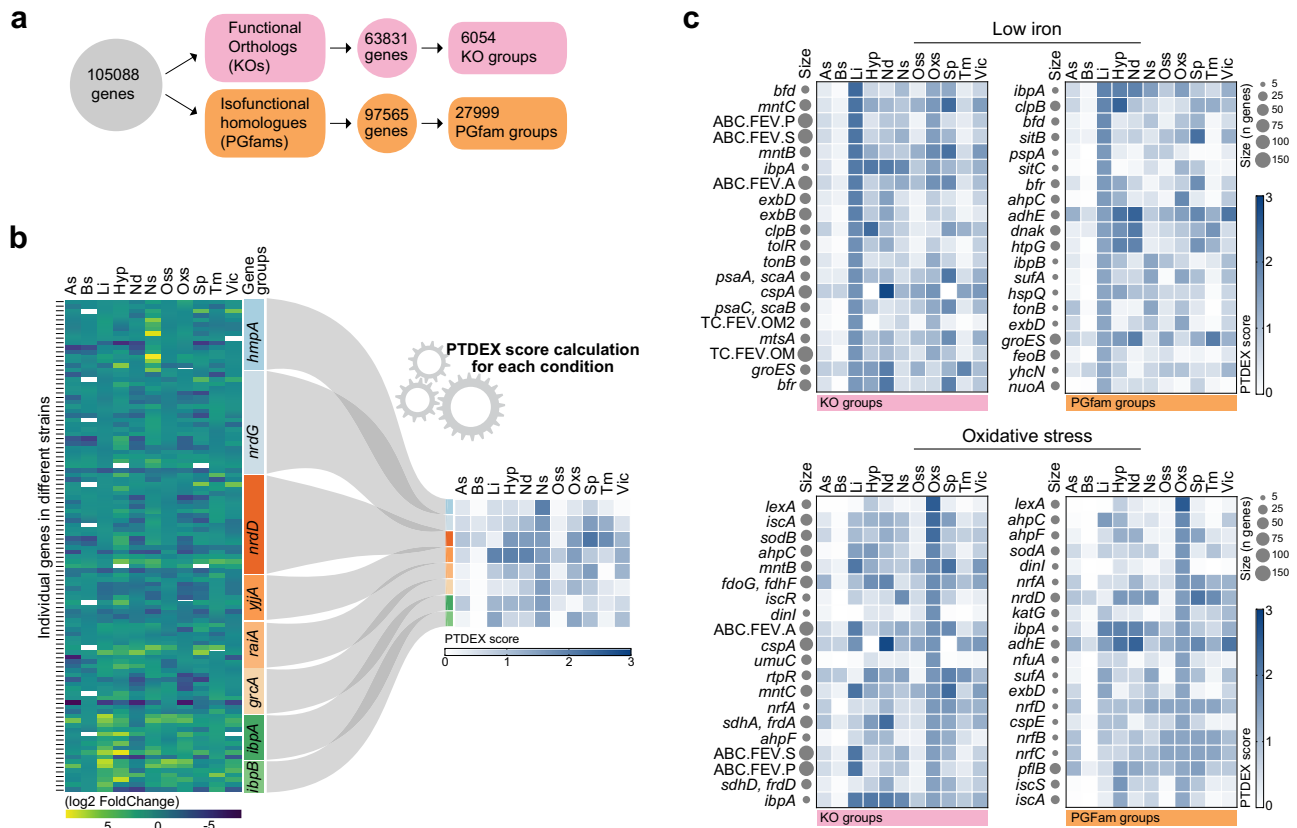 a
105088
genes
Functional
Orthologs
(KOs)
63831
genes
6054
KO groups
Isofunctional
homologues
(PGfams)
97565
genes
27999
PGfam groups
b
As
Bs
Li
Hyp
Nd
Ns
Oss
Oxs
Sp
Tm
Vic
Gene
groups
Individual genes in different strains
hmpA
nrdG
nrdD
yjjA
raiA
grcA
ibpA
ibpB
(log2 FoldChange)
5 0 -5
PTDEX score calculation
for each condition
As
Bs
Li
Hyp
Nd
Ns
Oss
Oxs
Sp
Tm
Vic
PTDEX score
0 1 2 3
c
Low iron
Size
As
Bs
Li
Hyp
Nd
Ns
Oss
Oxs
Sp
Tm
Vic
bfd
mntC
ABC.FEV.P
ABC.FEV.S
mntB
ibpA
ABC.FEV.A
exbD
exbB
clpB
tolR
tonB
psaA, scaA
cspA
psaC, scaB
TC.FEV.OM2
mtsA
TC.FEV.OM
groES
bfr
KO groups
Size
As
Bs
Li
Hyp
Nd
Ns
Oss
Oxs
Sp
Tm
Vic
ibpA
clpB
bfd
sitB
pspA
sitC
bfr
ahpC
adhE
dnak
htpG
ibpB
sufA
hspQ
tonB
exbD
groES
feoB
yhcN
nuoA
PGfam groups
Size (n genes)
5
25
50
75
100
150
PTDEX score
3
2
1
0
Oxidative stress
Size
As
Bs
Li
Hyp
Nd
Ns
Oss
Oxs
Sp
Tm
Vic
lexA
iscA
sodB
ahpC
mntB
fdoG, fdhF
iscR
dinI
ABC.FEV.A
cspA
umuC
rtpR
mntC
nrfA
sdhA, frdA
ahpF
ABC.FEV.S
ABC.FEV.P
sdhD, frdD
ibpA
KO groups
Size
As
Bs
Li
Hyp
Nd
Ns
Oss
Oxs
Sp
Tm
Vic
lexA
ahpC
ahpF
sodA
dinI
nrfA
nrdD
katG
ibpA
adhE
nfuA
sufA
exbD
nrfD
cspE
nrfB
nrfC
pflB
iscS
iscA
PGFam groups
Size (n genes)
5
25
50
75
100
150
PTDEX score
3
2
1
0